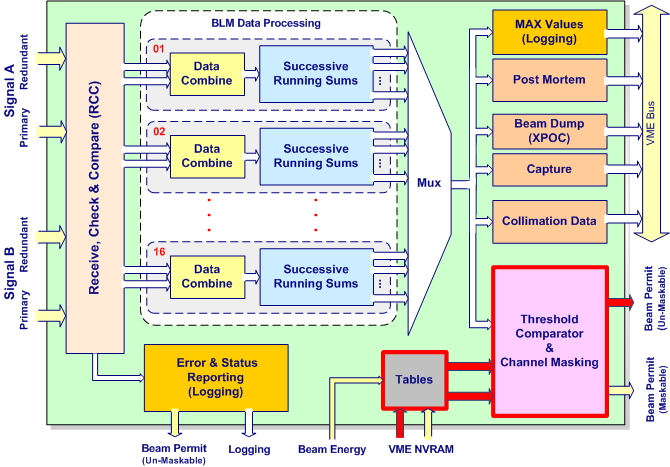 BLM Data Processing
Signal A
Redundant
Primary
Signal B
Redundant
Primary
Receive, Check & Compare (RCC)
01
Data
Combine
Successive
Running Sums
...
02
Data
Combine
Successive
Running Sums
...
16
Data
Combine
Successive
Running Sums
...
Mux
MAX Values
(Logging)
Post Mortem
Beam Dump
(XPOC)
Capture
Collimation Data
VME Bus
Threshold
Comparator
&
Channel Masking
Beam Permit
(Un-Maskable)
Beam Permit
(Maskable)
Error & Status
Reporting
(Logging)
Tables
Beam Permit
(Un-Maskable)
Logging
Beam Energy
VME NVRAM